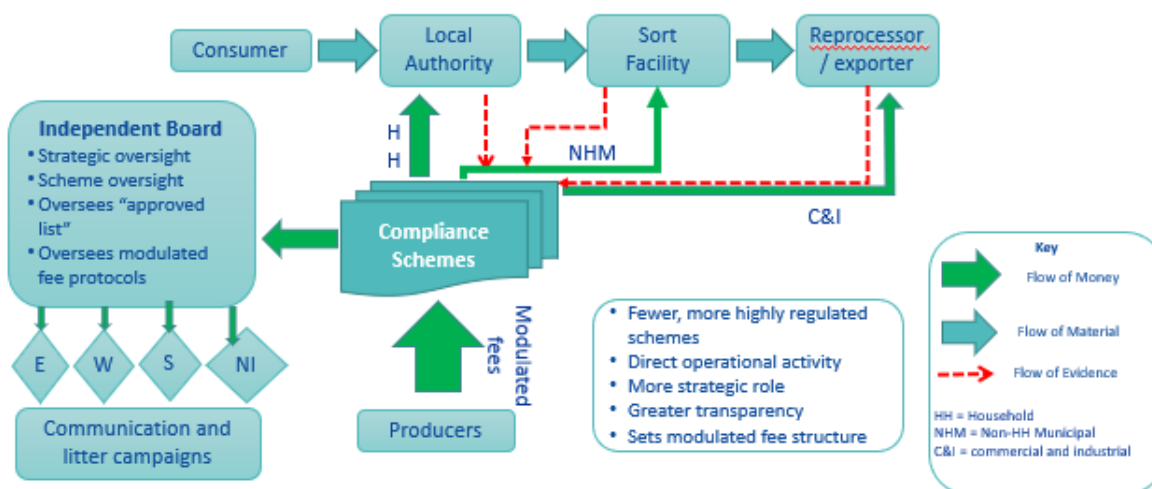 Consumer
Local
Authority
Sort
Facility
Reprocessor
/ exporter
Independent Board
• Strategic oversight
• Scheme oversight
• Oversees “approved
list”
• Oversees modulated
fee protocols
H
H
NHM
C&I
Compliance
Schemes
Modulated
fees
Producers
E
W
S
NI
Communication and
litter campaigns
• Fewer, more highly regulated
schemes
• Direct operational activity
• More strategic role
• Greater transparency
• Sets modulated fee structure
Key
Flow of Money
Flow of Material
Flow of Evidence
HH = Household
NHM = Non-HH Municipal
C&I = commercial and industrial